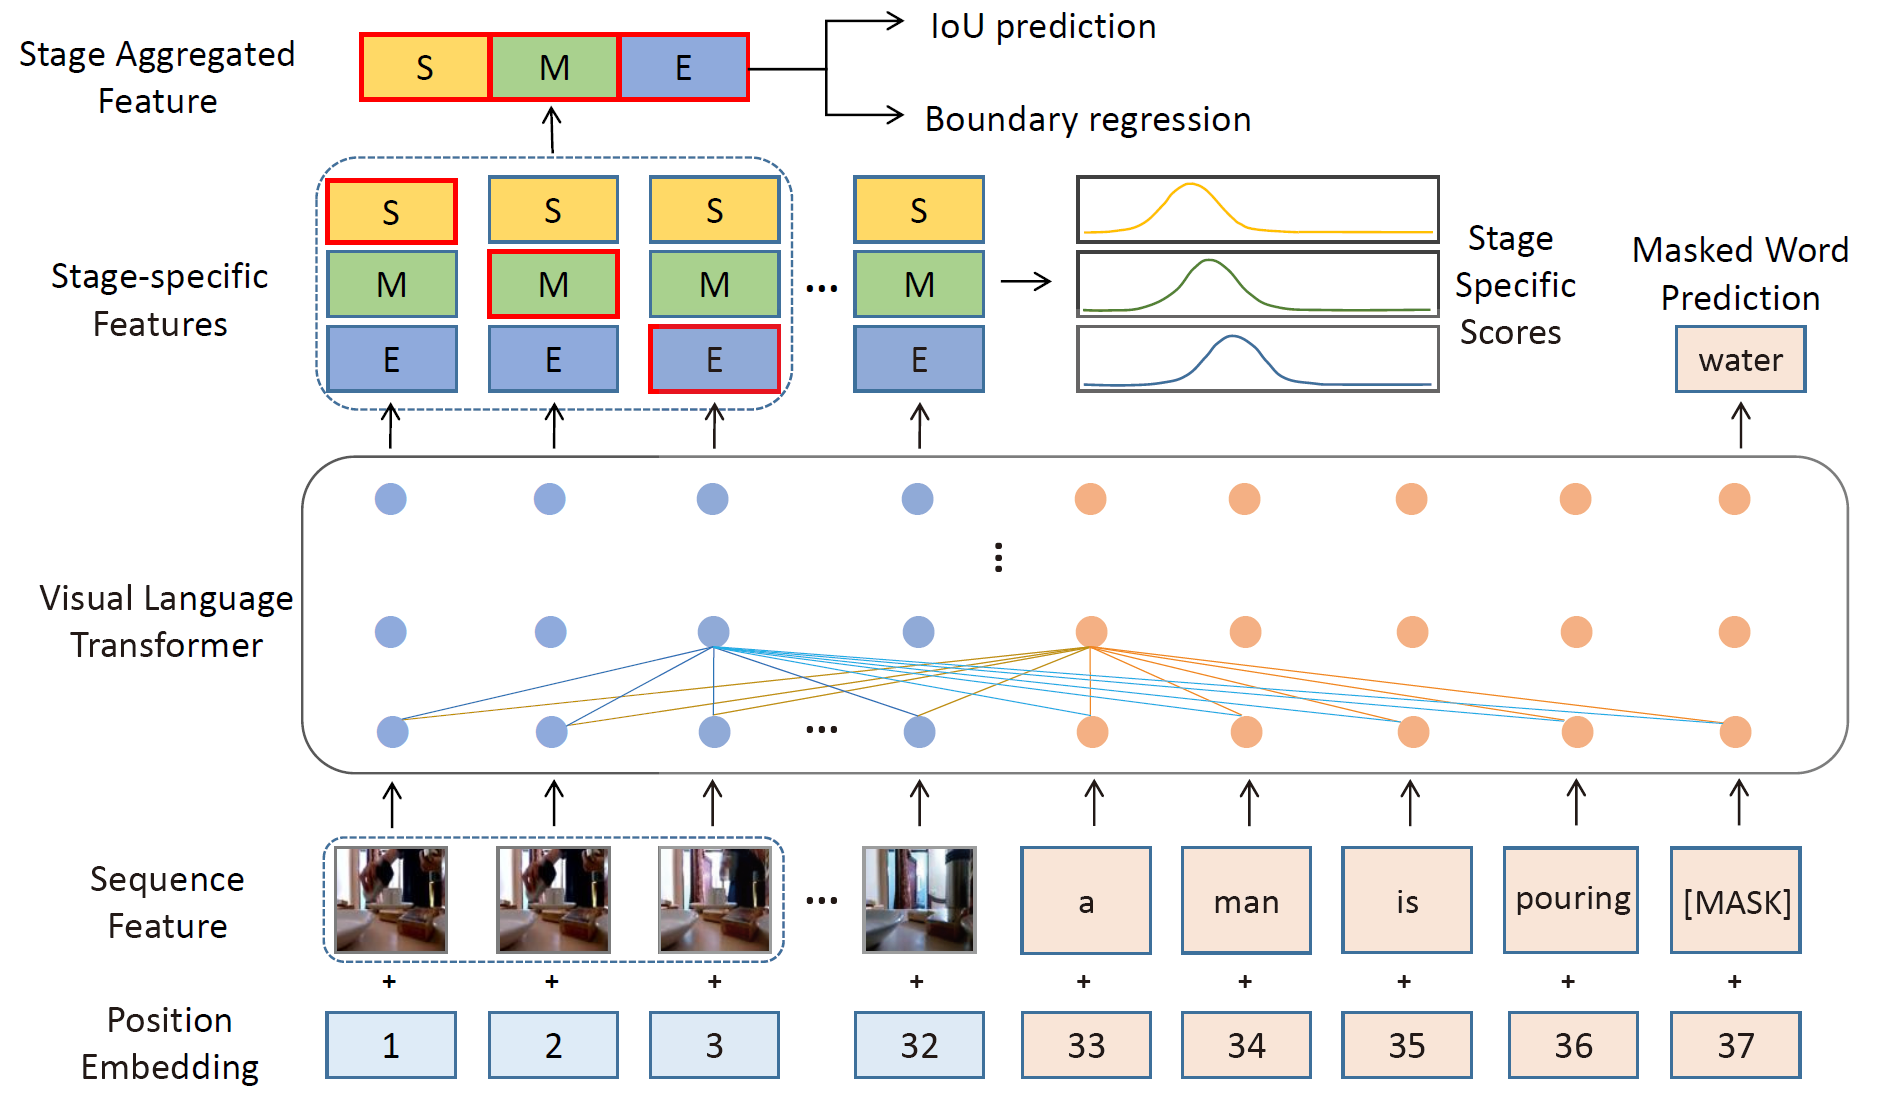 Stage Aggregated
Feature
S M E
IoU prediction
Boundary regression
Stage-specific
Features
S S S S
M M M ... M
E E E E
Stage
Specific
Scores
Masked Word
Prediction
water
Visual Language
Transformer
...
...
Sequence
Feature
... a man is pouring [MASK]
+ + + + + + + + +
Position
Embedding
1 2 3 32 33 34 35 36 37